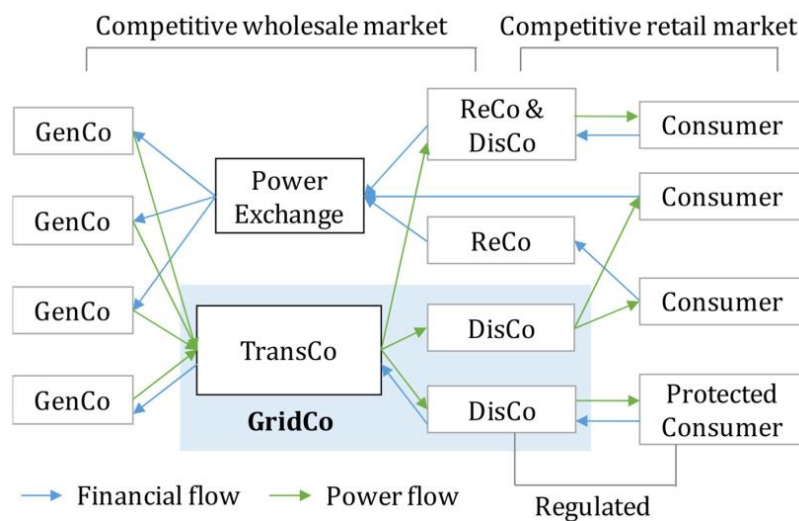 Competitive wholesale market
Competitive retail market
GenCo
GenCo
GenCo
GenCo
Power
Exchange
TransCo
GridCo
ReCo &
DisCo
ReCo
DisCo
DisCo
Consumer
Consumer
Consumer
Protected
Consumer
Financial flow
Power flow
Regulated